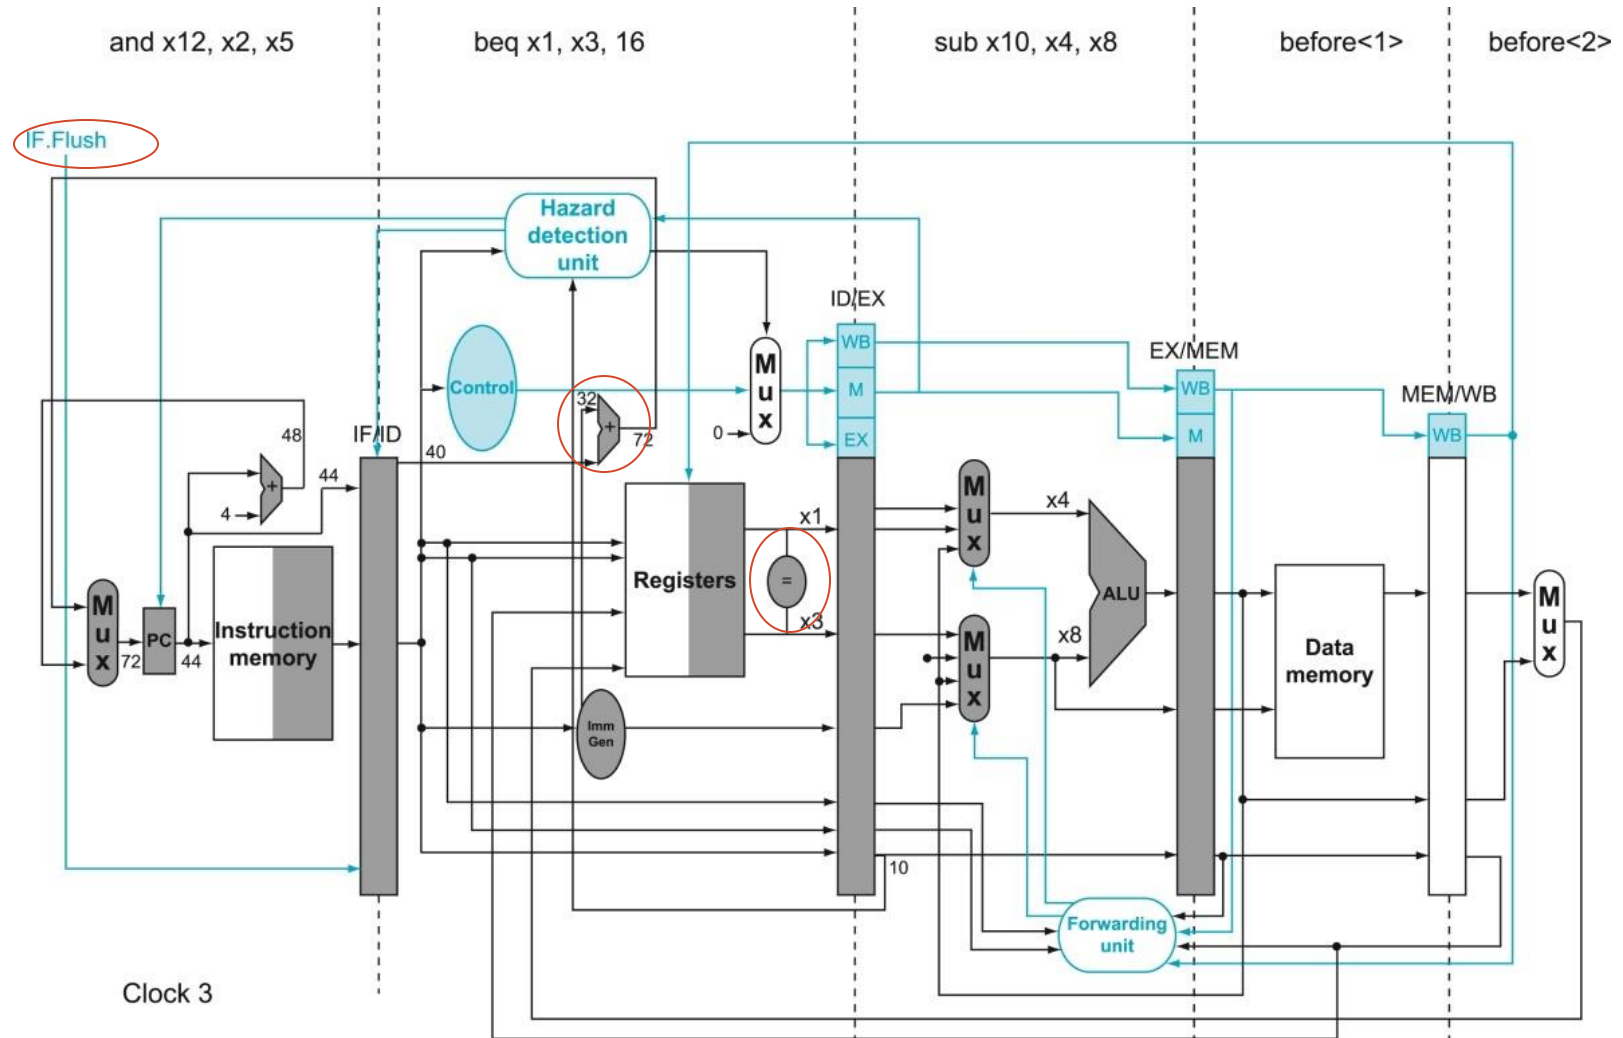 and x12, x2, x5
beq x1, x3, 16
sub x10, x4, x8
before<1>
before<2>
IF.Flush
Hazard
detection
unit
ID/EX
WB
M
EX
EX/MEM
WB
M
MEM/WB
WB
Control
M
u
x
0
32
+
72
48
IF/ID
40
44
+
4
M
u
x
72
PC
44
Instruction
memory
Registers
x1
=
x3
M
u
x
x4
M
u
x
x8
ALU
Data
memory
M
u
x
Imm
Gen
10
Forwarding
unit
Clock 3